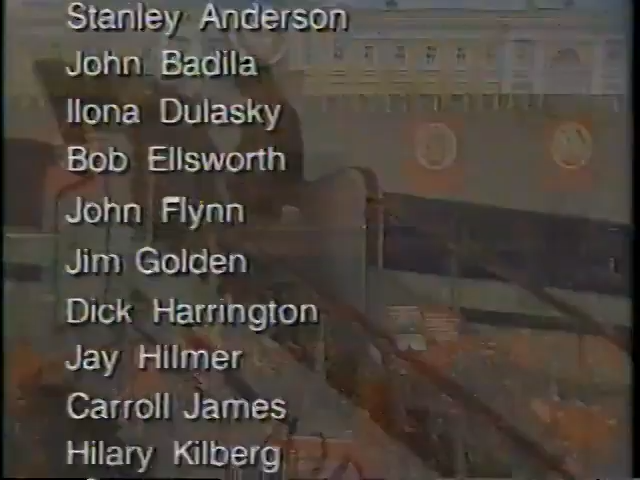 Stanley Anderson
John Badila
Ilona Dulasky
Bob Ellsworth
John Flynn
Jim Golden
Dick Harrington
Jay Hilmer
Carroll James
Hilary Kilberg